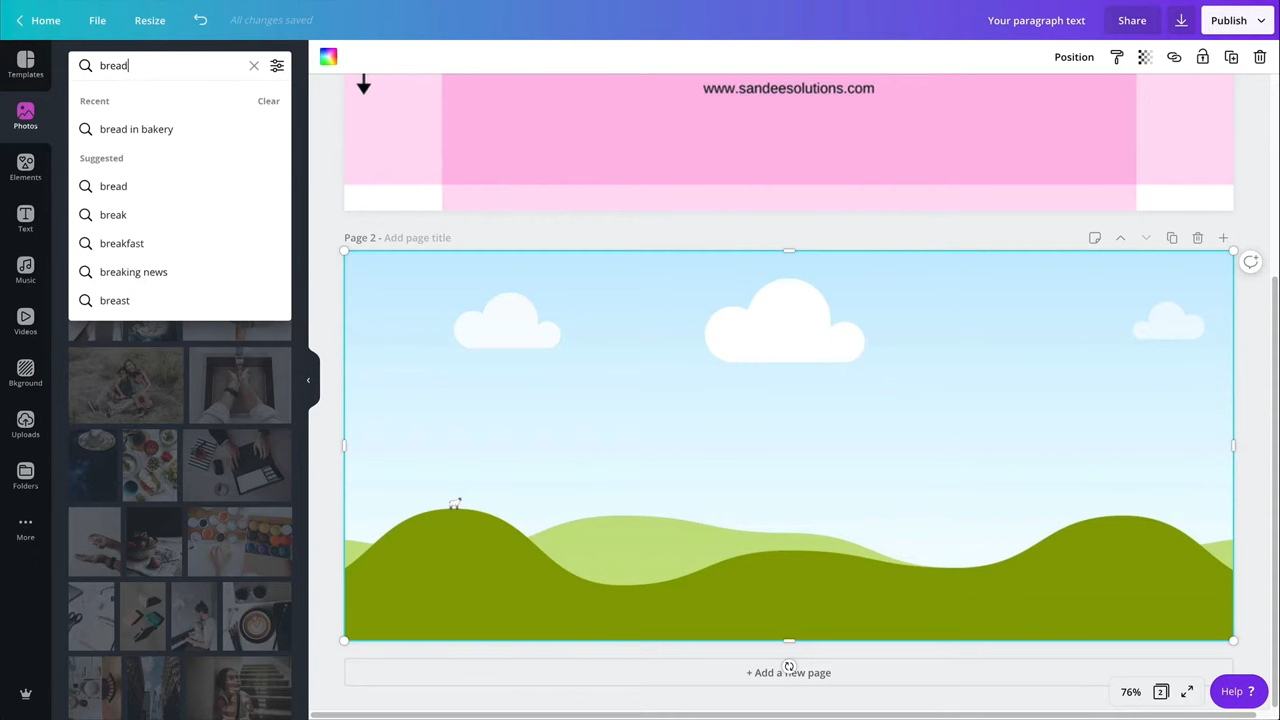 Home File Resize All changes saved Your paragraph text Share Publish
bread
Position
Templates
Photos
Elements
Text
Music
Videos
Bkground
Uploads
Folders
More
Recent Clear
bread in bakery
Suggested
bread
break
breakfast
breaking news
breast
www.sandeesolutions.com
Page 2 - Add page title
+ Add a new page
76% 2 Help ?